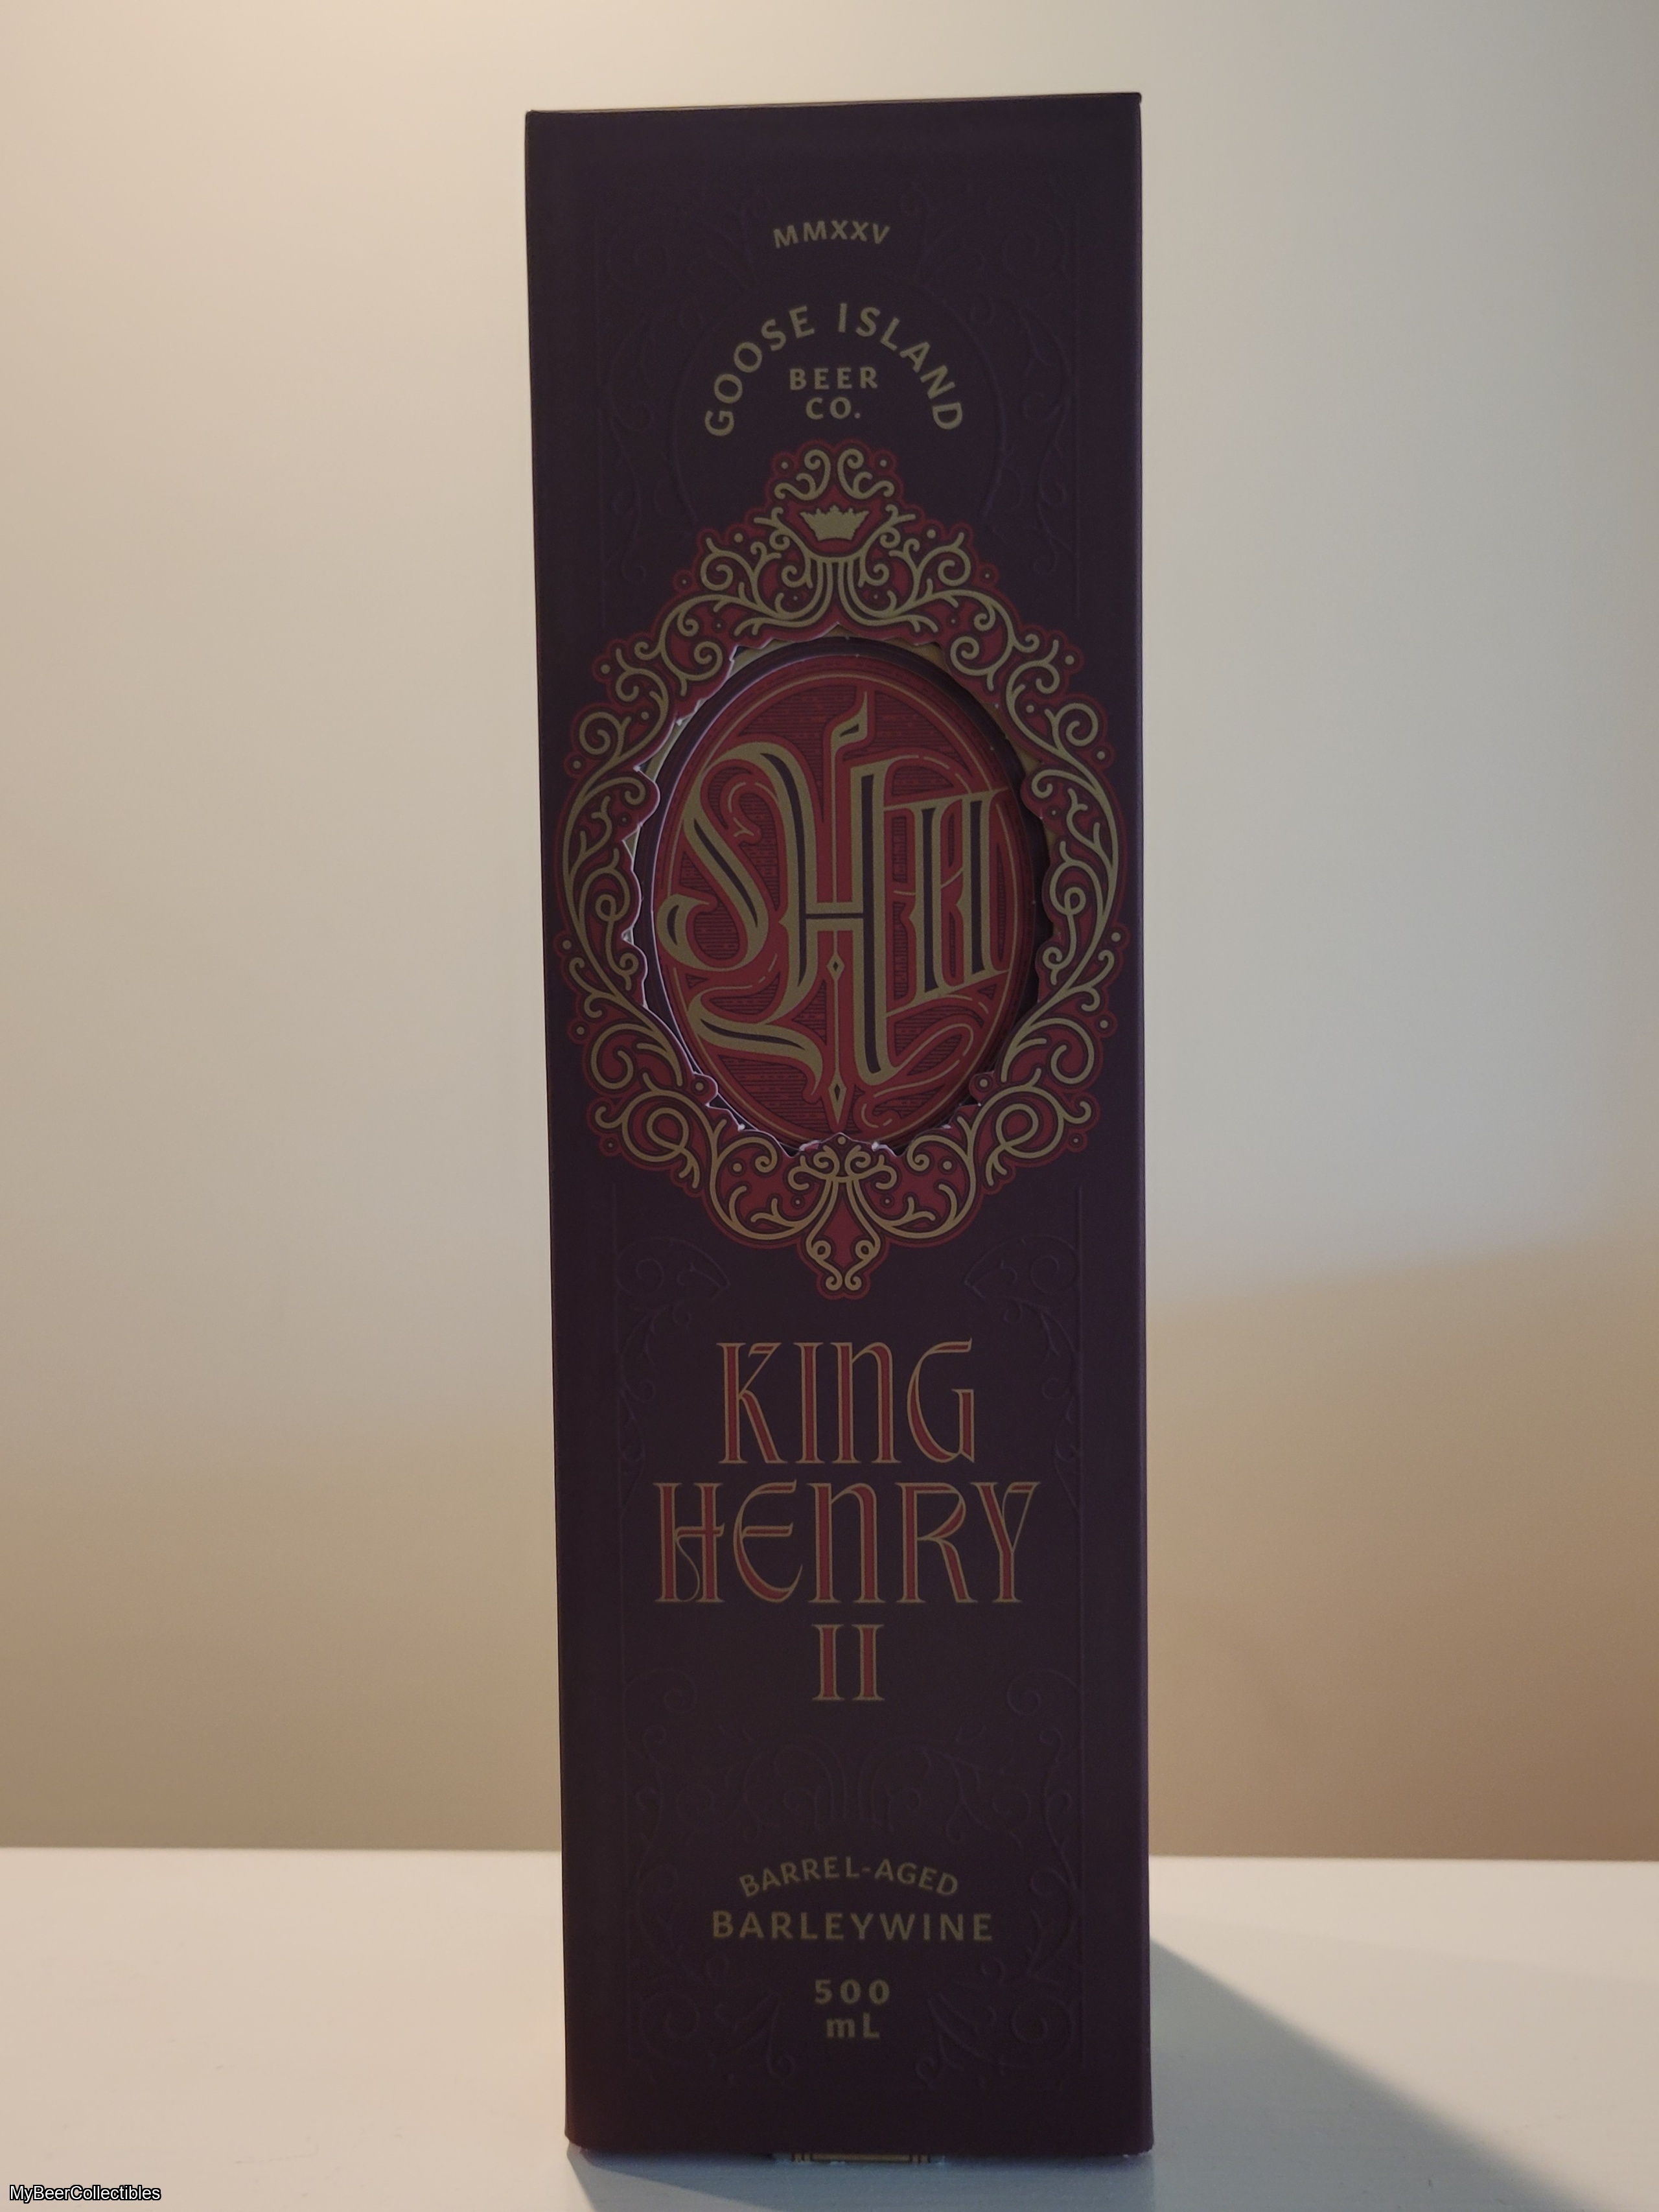 MMXXV
GOOSE ISLAND
BEER
CO.
KING
HENRY
II
BARREL-AGED
BARLEYWINE
500
mL
MyBeerCollectibles